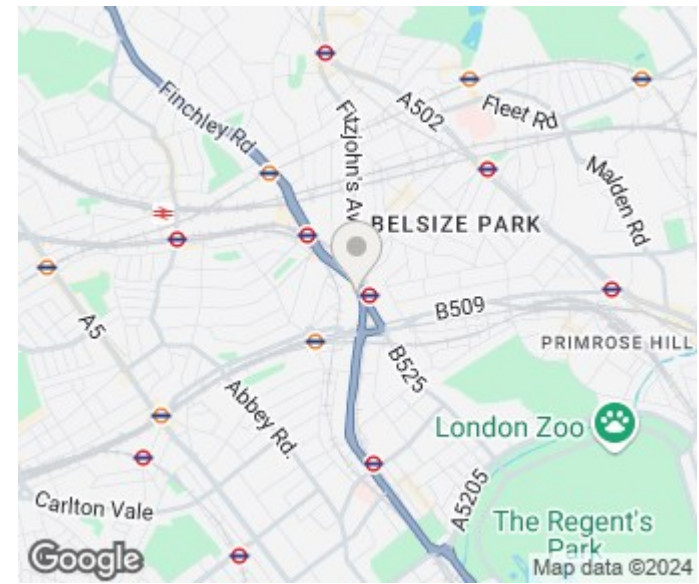 Finchley Rd
Fitzjohn's Av
A502
Fleet Rd
Malden Rd
BELSIZE PARK
A5
B509
PRIMROSE HILL
B525
Abbey Rd.
London Zoo
A5205
Carlton Vale
The Regent's
Park
Google
Map data ©2024